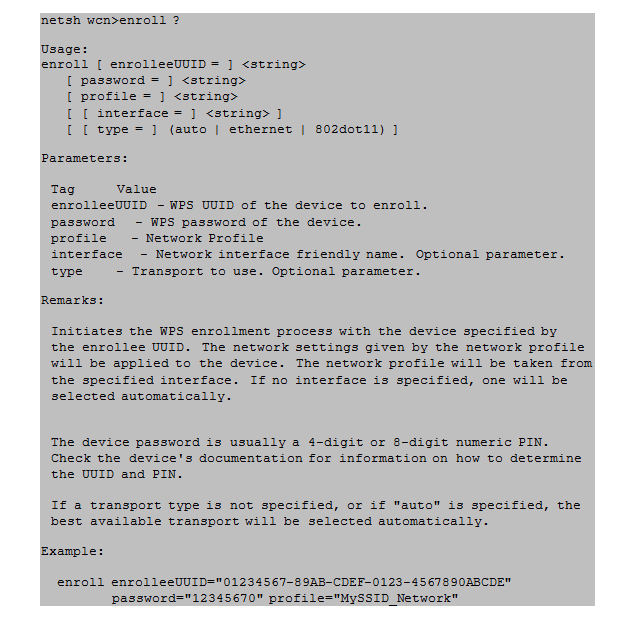 netsh wcn>enroll ?
Usage:
enroll [ enrolleeUUID = ] <string>
[ password = ] <string>
[ profile = ] <string>
[ [ interface = ] <string> ]
[ [ type = ] (auto | ethernet | 802dot11) ]
Parameters:
Tag Value
enrolleeUUID - WPS UUID of the device to enroll.
password - WPS password of the device.
profile - Network Profile
interface - Network interface friendly name. Optional parameter.
type - Transport to use. Optional parameter.
Remarks:
Initiates the WPS enrollment process with the device specified by
the enrollee UUID. The network settings given by the network profile
will be applied to the device. The network profile will be taken from
the specified interface. If no interface is specified, one will be
selected automatically.
The device password is usually a 4-digit or 8-digit numeric PIN.
Check the device's documentation for information on how to determine
the UUID and PIN.
If a transport type is not specified, or if "auto" is specified, the
best available transport will be selected automatically.
Example:
enroll enrolleeUUID="01234567-89AB-CDEF-0123-4567890ABCDE"
password="12345670" profile="MySSID_Network"